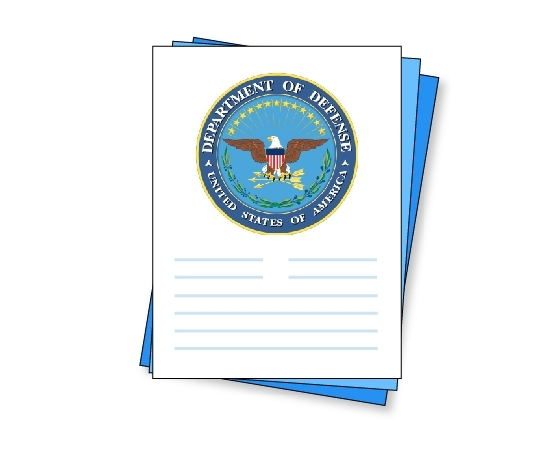 DEPARTMENT OF DEFENSE
UNITED STATES OF AMERICA